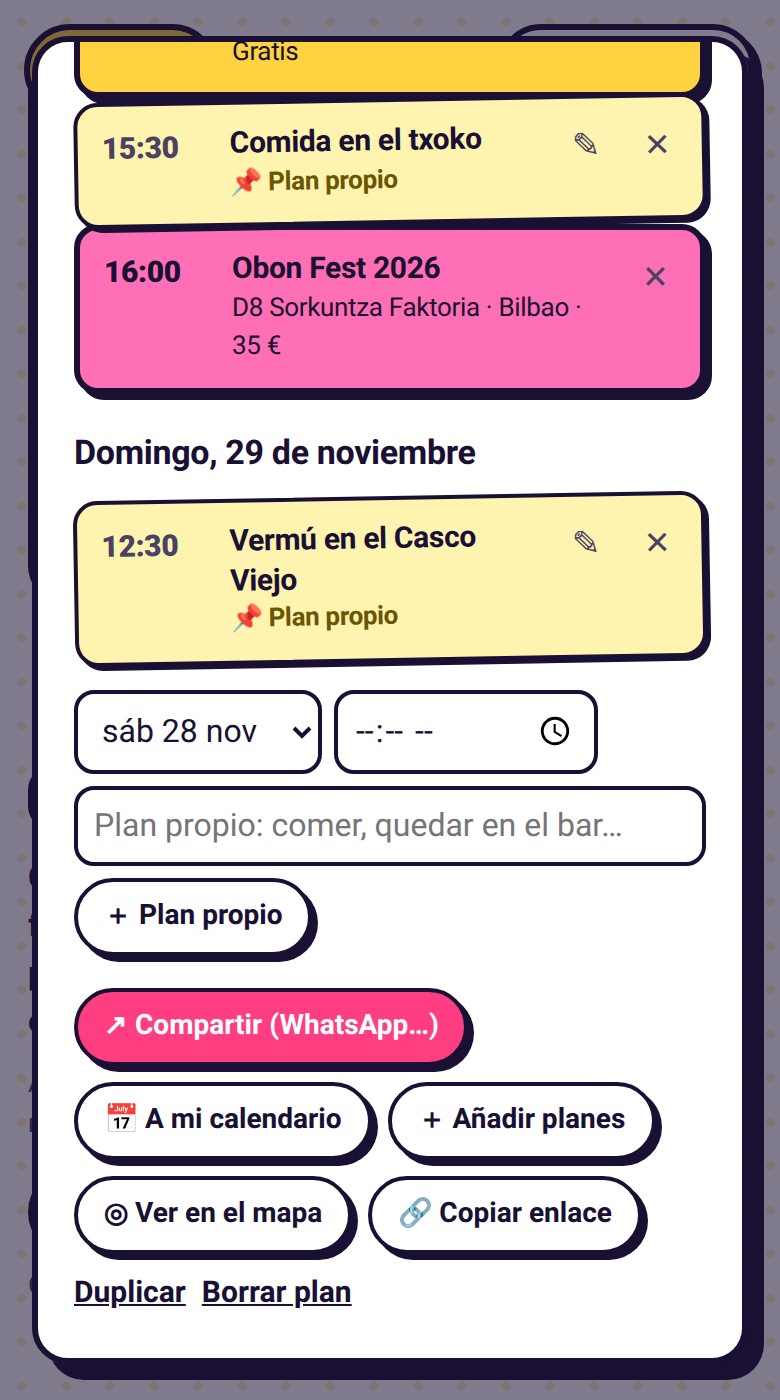 Gratis
15:30 Comida en el txoko ✎ ✕
📌 Plan propio
16:00 Obon Fest 2026 ✕
D8 Sorkuntza Faktoria · Bilbao ·
35 €
Domingo, 29 de noviembre
12:30 Vermú en el Casco ✎ ✕
Viejo
📌 Plan propio
sáb 28 nov --:-- --
Plan propio: comer, quedar en el bar…
+ Plan propio
↗ Compartir (WhatsApp…)
📅 A mi calendario + Añadir planes
◎ Ver en el mapa 🔗 Copiar enlace
Duplicar Borrar plan